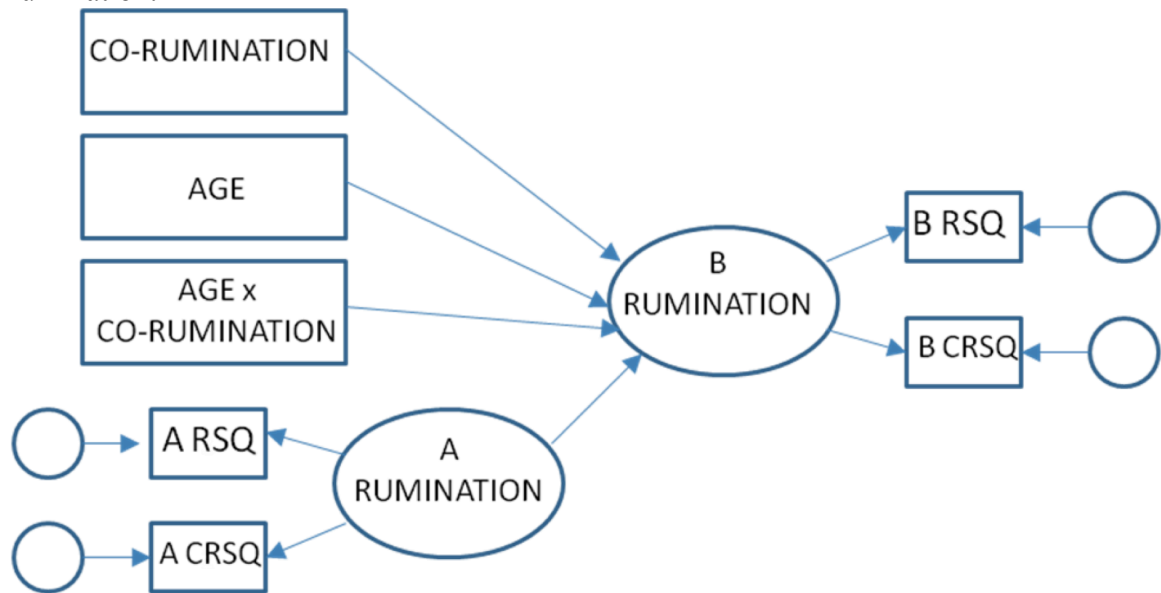 CO-RUMINATION
AGE
AGE x
CO-RUMINATION
B
RUMINATION
B RSQ
B CRSQ
A RSQ
A
RUMINATION
A CRSQ